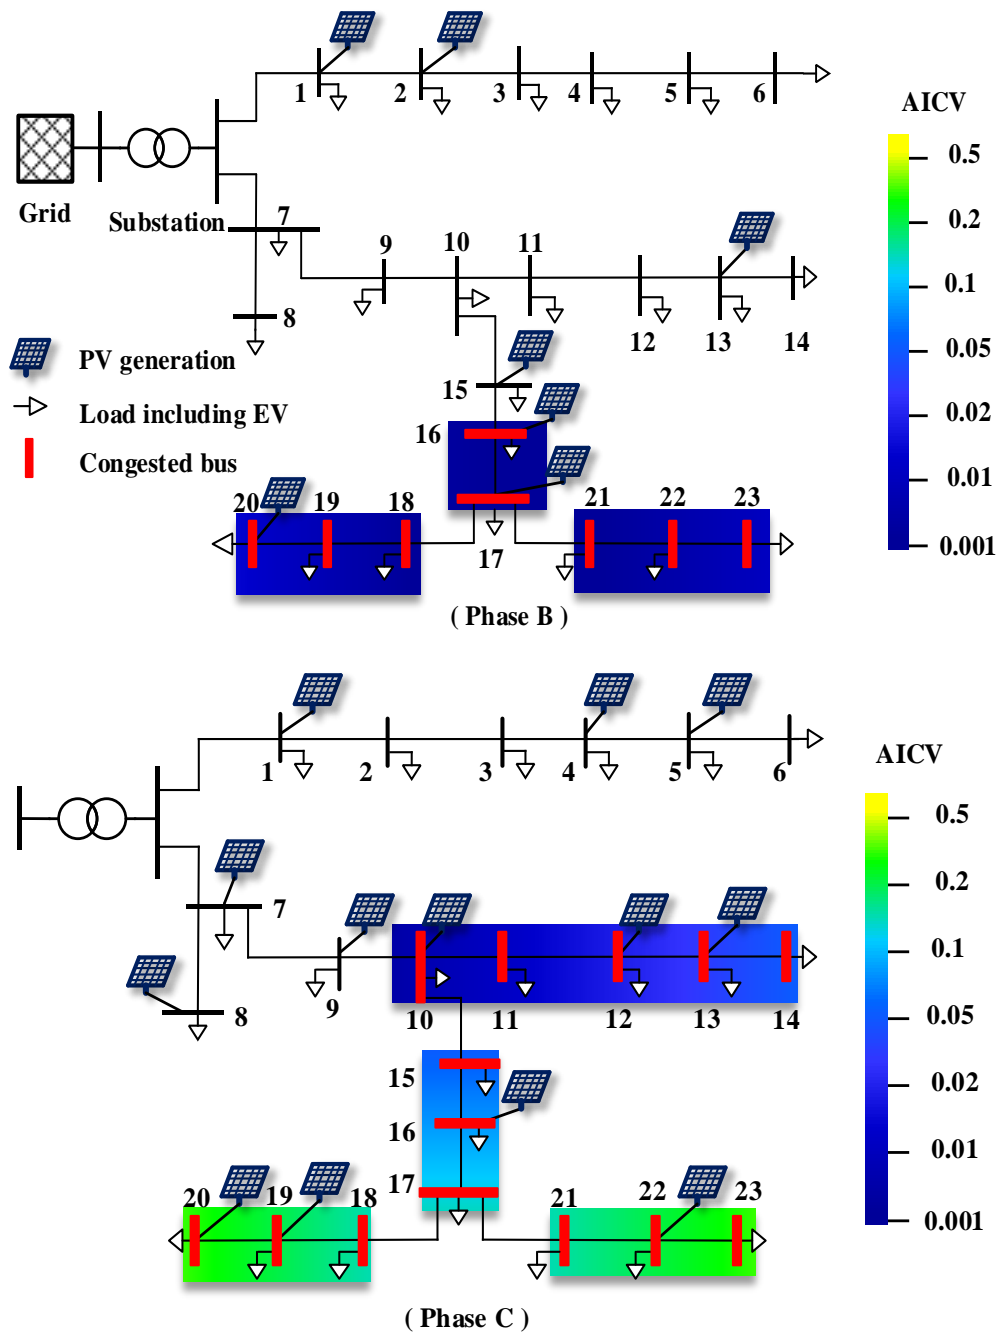 AICV
1 2 3 4 5 6
0.5
0.2
0.1
0.05
0.02
0.01
0.001
Grid
Substation
7
9 10 11
8
12 13 14
PV generation
15
Load including EV
16
Congested bus
20 19 18
21 22 23
17
( Phase B )
1 2 3 4 5 6
AICV
0.5
0.2
0.1
0.05
0.02
0.01
0.001
7
8
9
10 11 12 13 14
15
16
17
20 19 18
21 22 23
( Phase C )